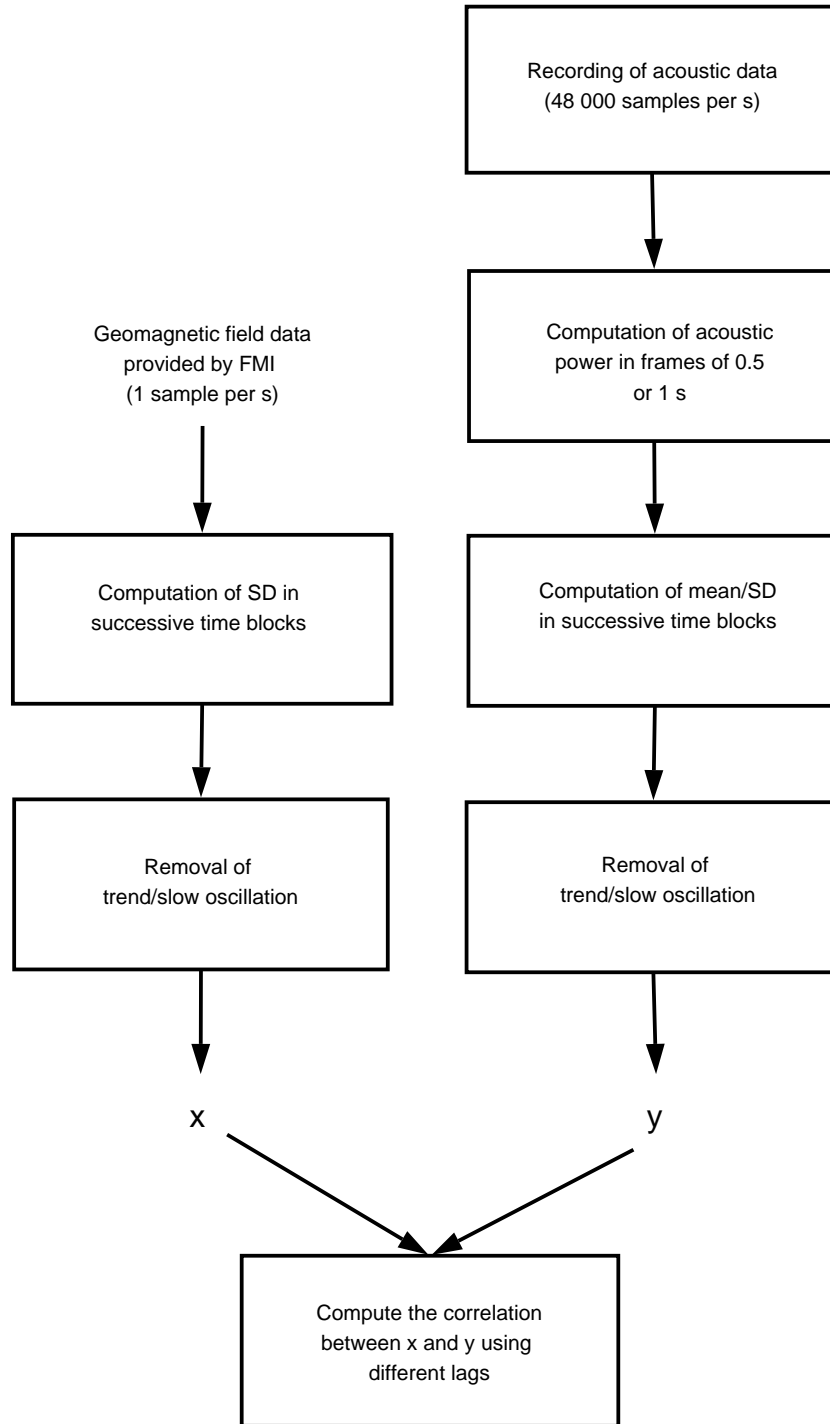 Recording of acoustic data
(48 000 samples per s)
Geomagnetic field data
provided by FMI
(1 sample per s)
Computation of acoustic
power in frames of 0.5
or 1 s
Computation of SD in
successive time blocks
Computation of mean/SD
in successive time blocks
Removal of
trend/slow oscillation
Removal of
trend/slow oscillation
x
y
Compute the correlation
between x and y using
different lags